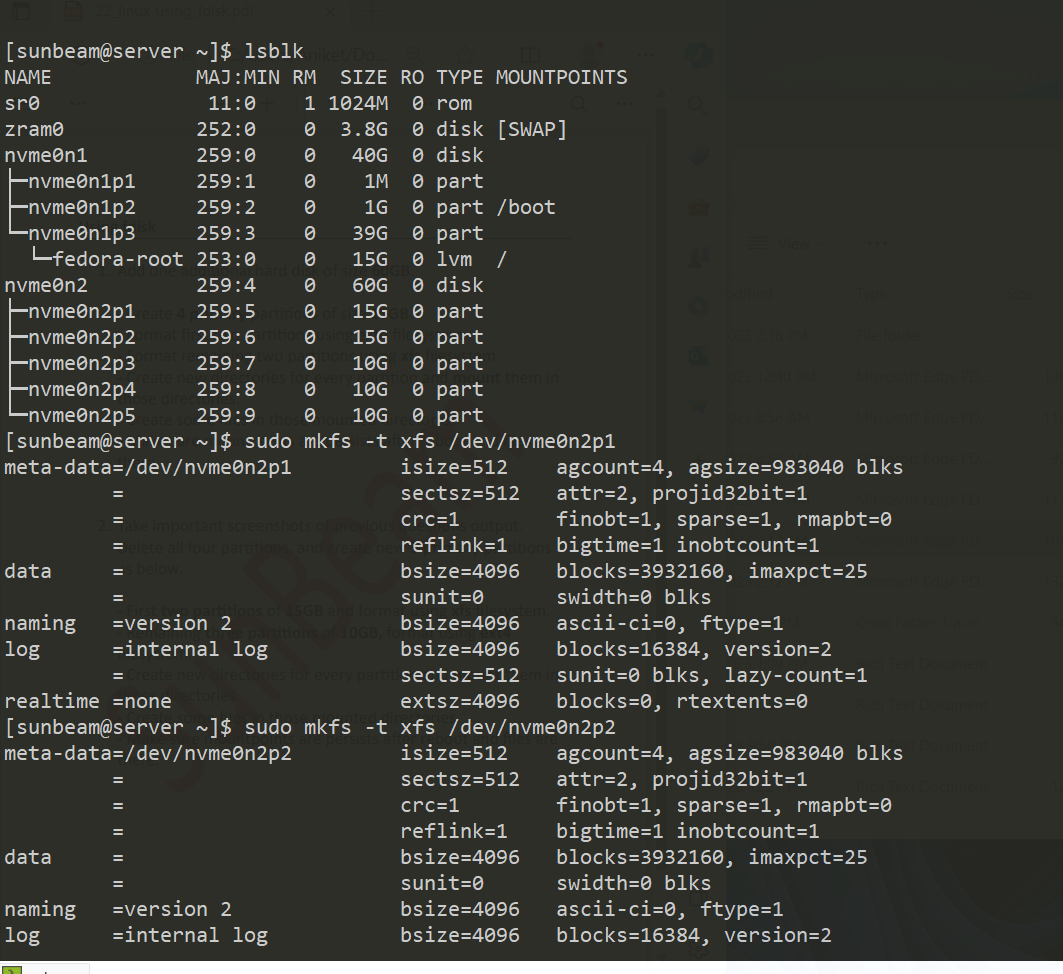 [sunbeam@server ~]$ lsblk
NAME            MAJ:MIN RM  SIZE RO TYPE MOUNTPOINTS
sr0              11:0    1 1024M  0 rom
zram0           252:0    0  3.8G  0 disk [SWAP]
nvme0n1         259:0    0   40G  0 disk
├─nvme0n1p1     259:1    0    1M  0 part
├─nvme0n1p2     259:2    0    1G  0 part /boot
└─nvme0n1p3     259:3    0   39G  0 part
  └─fedora-root 253:0    0   15G  0 lvm  /
nvme0n2         259:4    0   60G  0 disk
├─nvme0n2p1     259:5    0   15G  0 part
├─nvme0n2p2     259:6    0   15G  0 part
├─nvme0n2p3     259:7    0   10G  0 part
├─nvme0n2p4     259:8    0   10G  0 part
└─nvme0n2p5     259:9    0   10G  0 part
[sunbeam@server ~]$ sudo mkfs -t xfs /dev/nvme0n2p1
meta-data=/dev/nvme0n2p1         isize=512    agcount=4, agsize=983040 blks
         =                       sectsz=512   attr=2, projid32bit=1
         =                       crc=1        finobt=1, sparse=1, rmapbt=0
         =                       reflink=1    bigtime=1 inobtcount=1
data     =                       bsize=4096   blocks=3932160, imaxpct=25
         =                       sunit=0      swidth=0 blks
naming   =version 2              bsize=4096   ascii-ci=0, ftype=1
log      =internal log           bsize=4096   blocks=16384, version=2
         =                       sectsz=512   sunit=0 blks, lazy-count=1
realtime =none                   extsz=4096   blocks=0, rtextents=0
[sunbeam@server ~]$ sudo mkfs -t xfs /dev/nvme0n2p2
meta-data=/dev/nvme0n2p2         isize=512    agcount=4, agsize=983040 blks
         =                       sectsz=512   attr=2, projid32bit=1
         =                       crc=1        finobt=1, sparse=1, rmapbt=0
         =                       reflink=1    bigtime=1 inobtcount=1
data     =                       bsize=4096   blocks=3932160, imaxpct=25
         =                       sunit=0      swidth=0 blks
naming   =version 2              bsize=4096   ascii-ci=0, ftype=1
log      =internal log           bsize=4096   blocks=16384, version=2